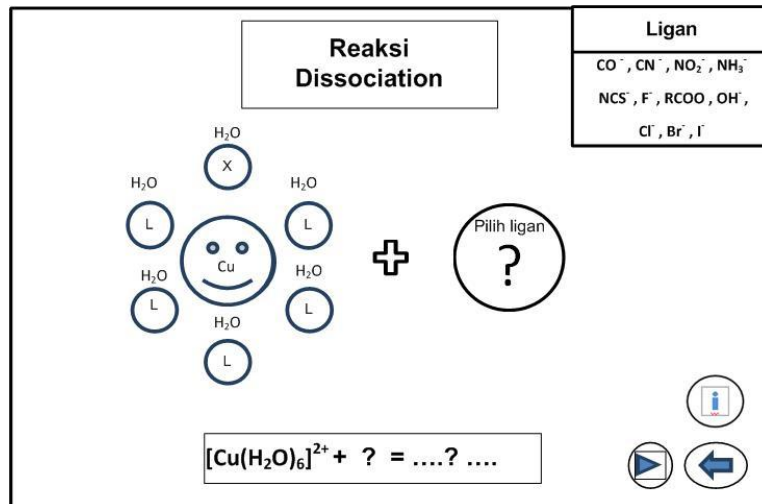 Reaksi
Dissociation
Ligan
CO⁻ , CN⁻ , NO₂⁻ , NH₃⁻
NCS⁻ , F⁻ , RCOO , OH⁻ ,
Cl⁻ , Br⁻ , I⁻
H₂O
X
H₂O
H₂O
L
L
Pilih ligan
?
Cu
H₂O
H₂O
L
L
H₂O
L
[Cu(H₂O)₆]²⁺ + ? = ....? ....
i